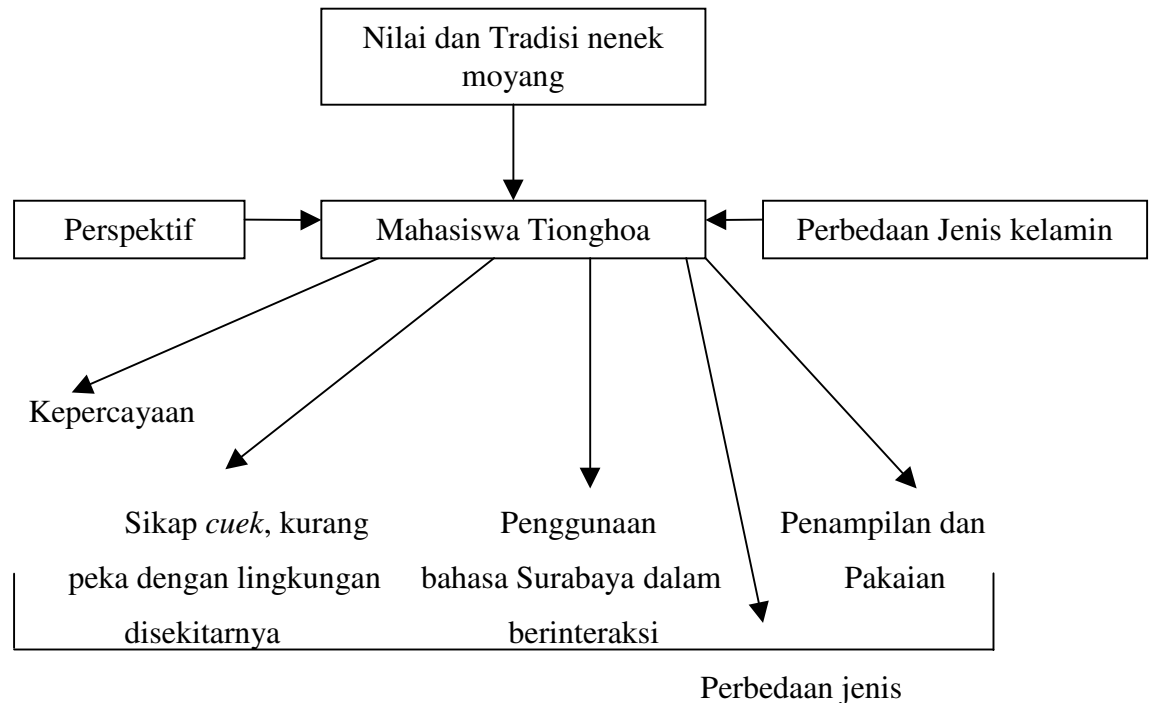 Nilai dan Tradisi nenek
moyang
Perspektif
Mahasiswa Tionghoa
Perbedaan Jenis kelamin
Kepercayaan
Sikap cuek, kurang
peka dengan lingkungan
disekitarnya
Penggunaan
bahasa Surabaya dalam
berinteraksi
Penampilan dan
Pakaian
Perbedaan jenis